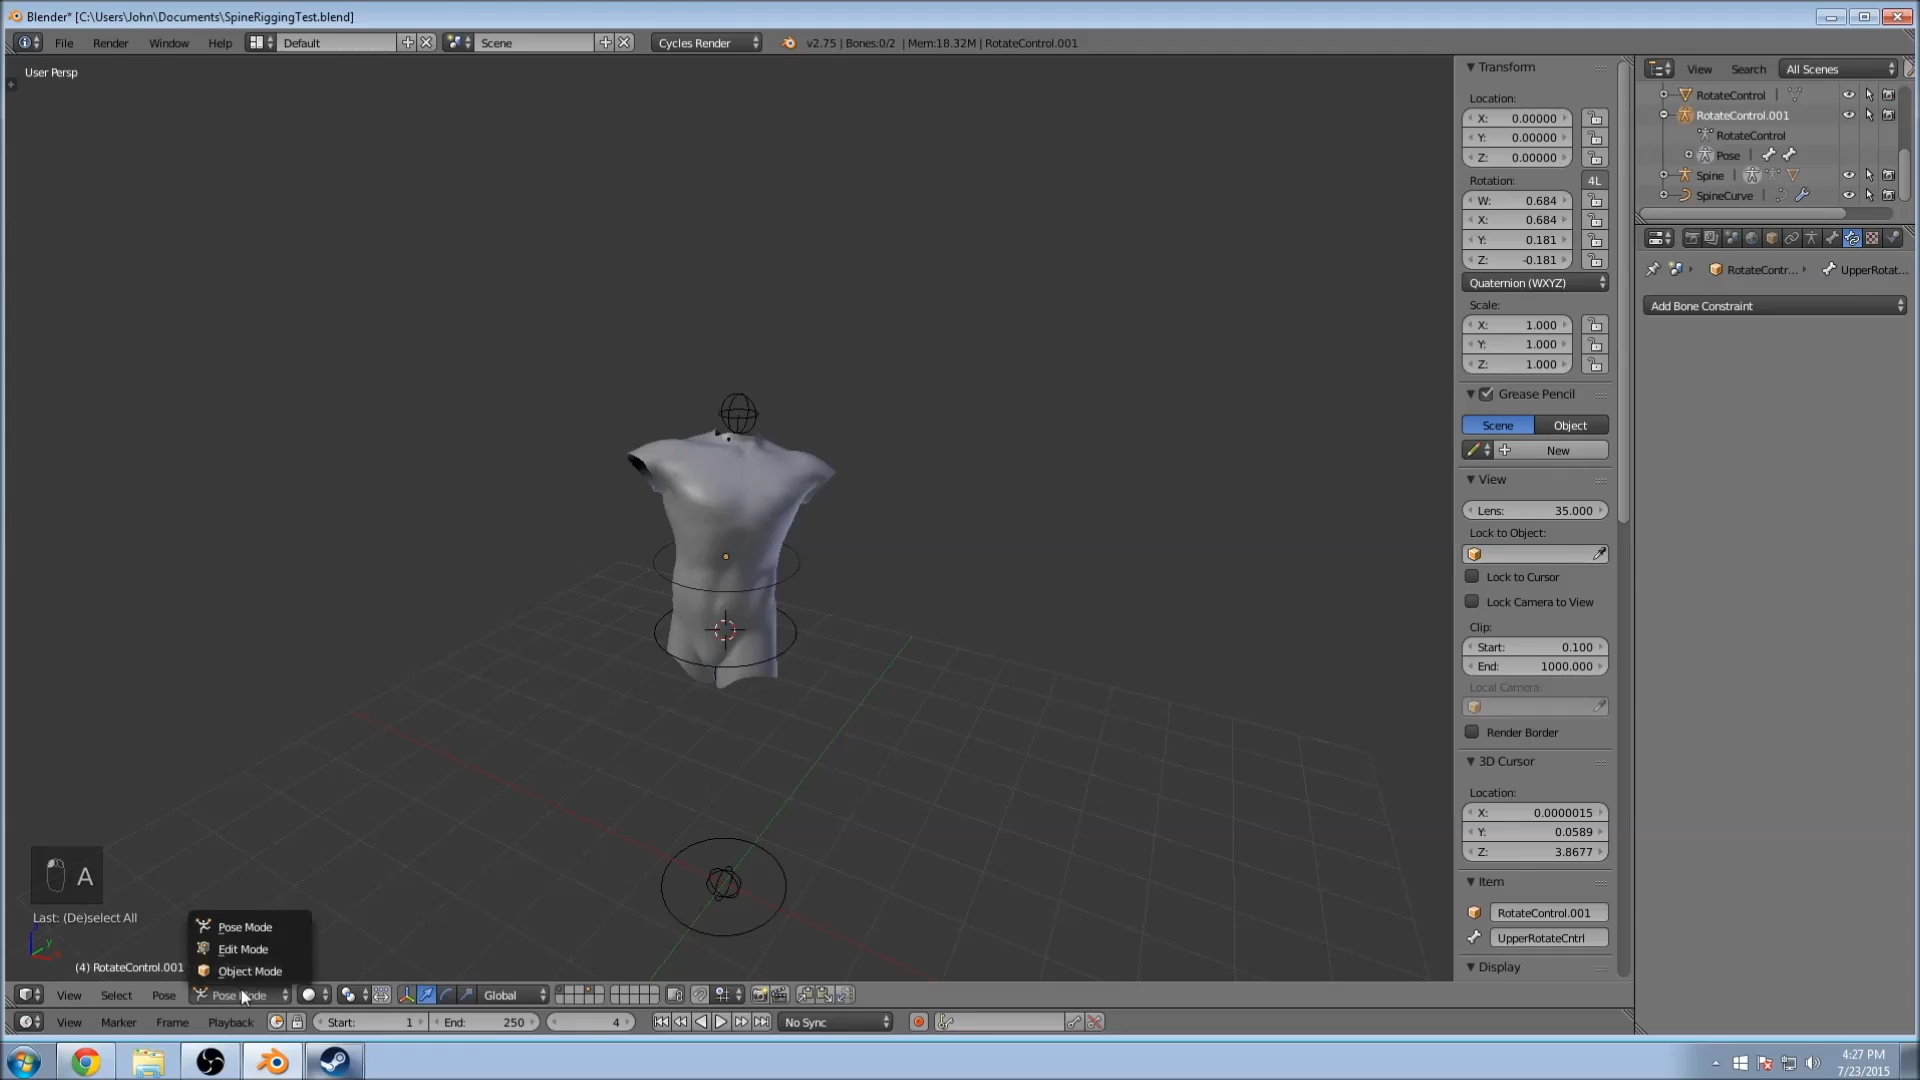 Blender* [C:\Users\John\Documents\SpineRiggingTest.blend]
File Render Window Help Default Scene Cycles Render v2.75 | Bones:0/2 | Mem:18.32M | RotateControl.001
User Persp
Transform
Location:
X: 0.00000
Y: 0.00000
Z: 0.00000
Rotation: 4L
W: 0.684
X: 0.684
Y: 0.181
Z: -0.181
Quaternion (WXYZ)
Scale:
X: 1.000
Y: 1.000
Z: 1.000
Grease Pencil
Scene Object
New
View
Lens: 35.000
Lock to Object:
Lock to Cursor
Lock Camera to View
Clip:
Start: 0.100
End: 1000.000
Local Camera:
Render Border
3D Cursor
Location:
X: 0.0000015
Y: 0.0589
Z: 3.8677
Item
RotateControl.001
UpperRotateCntrl
Display
View Search All Scenes
RotateControl
RotateControl.001
RotateControl
Pose
Spine
SpineCurve
RotateContr... UpperRotat...
Add Bone Constraint
A
Last: (De)select All
z
y
(4) RotateControl.001
Pose Mode
Edit Mode
Object Mode
View Select Pose Pose Mode Global
View Marker Frame Playback Start: 1 End: 250 4 No Sync
4:27 PM
7/23/2015